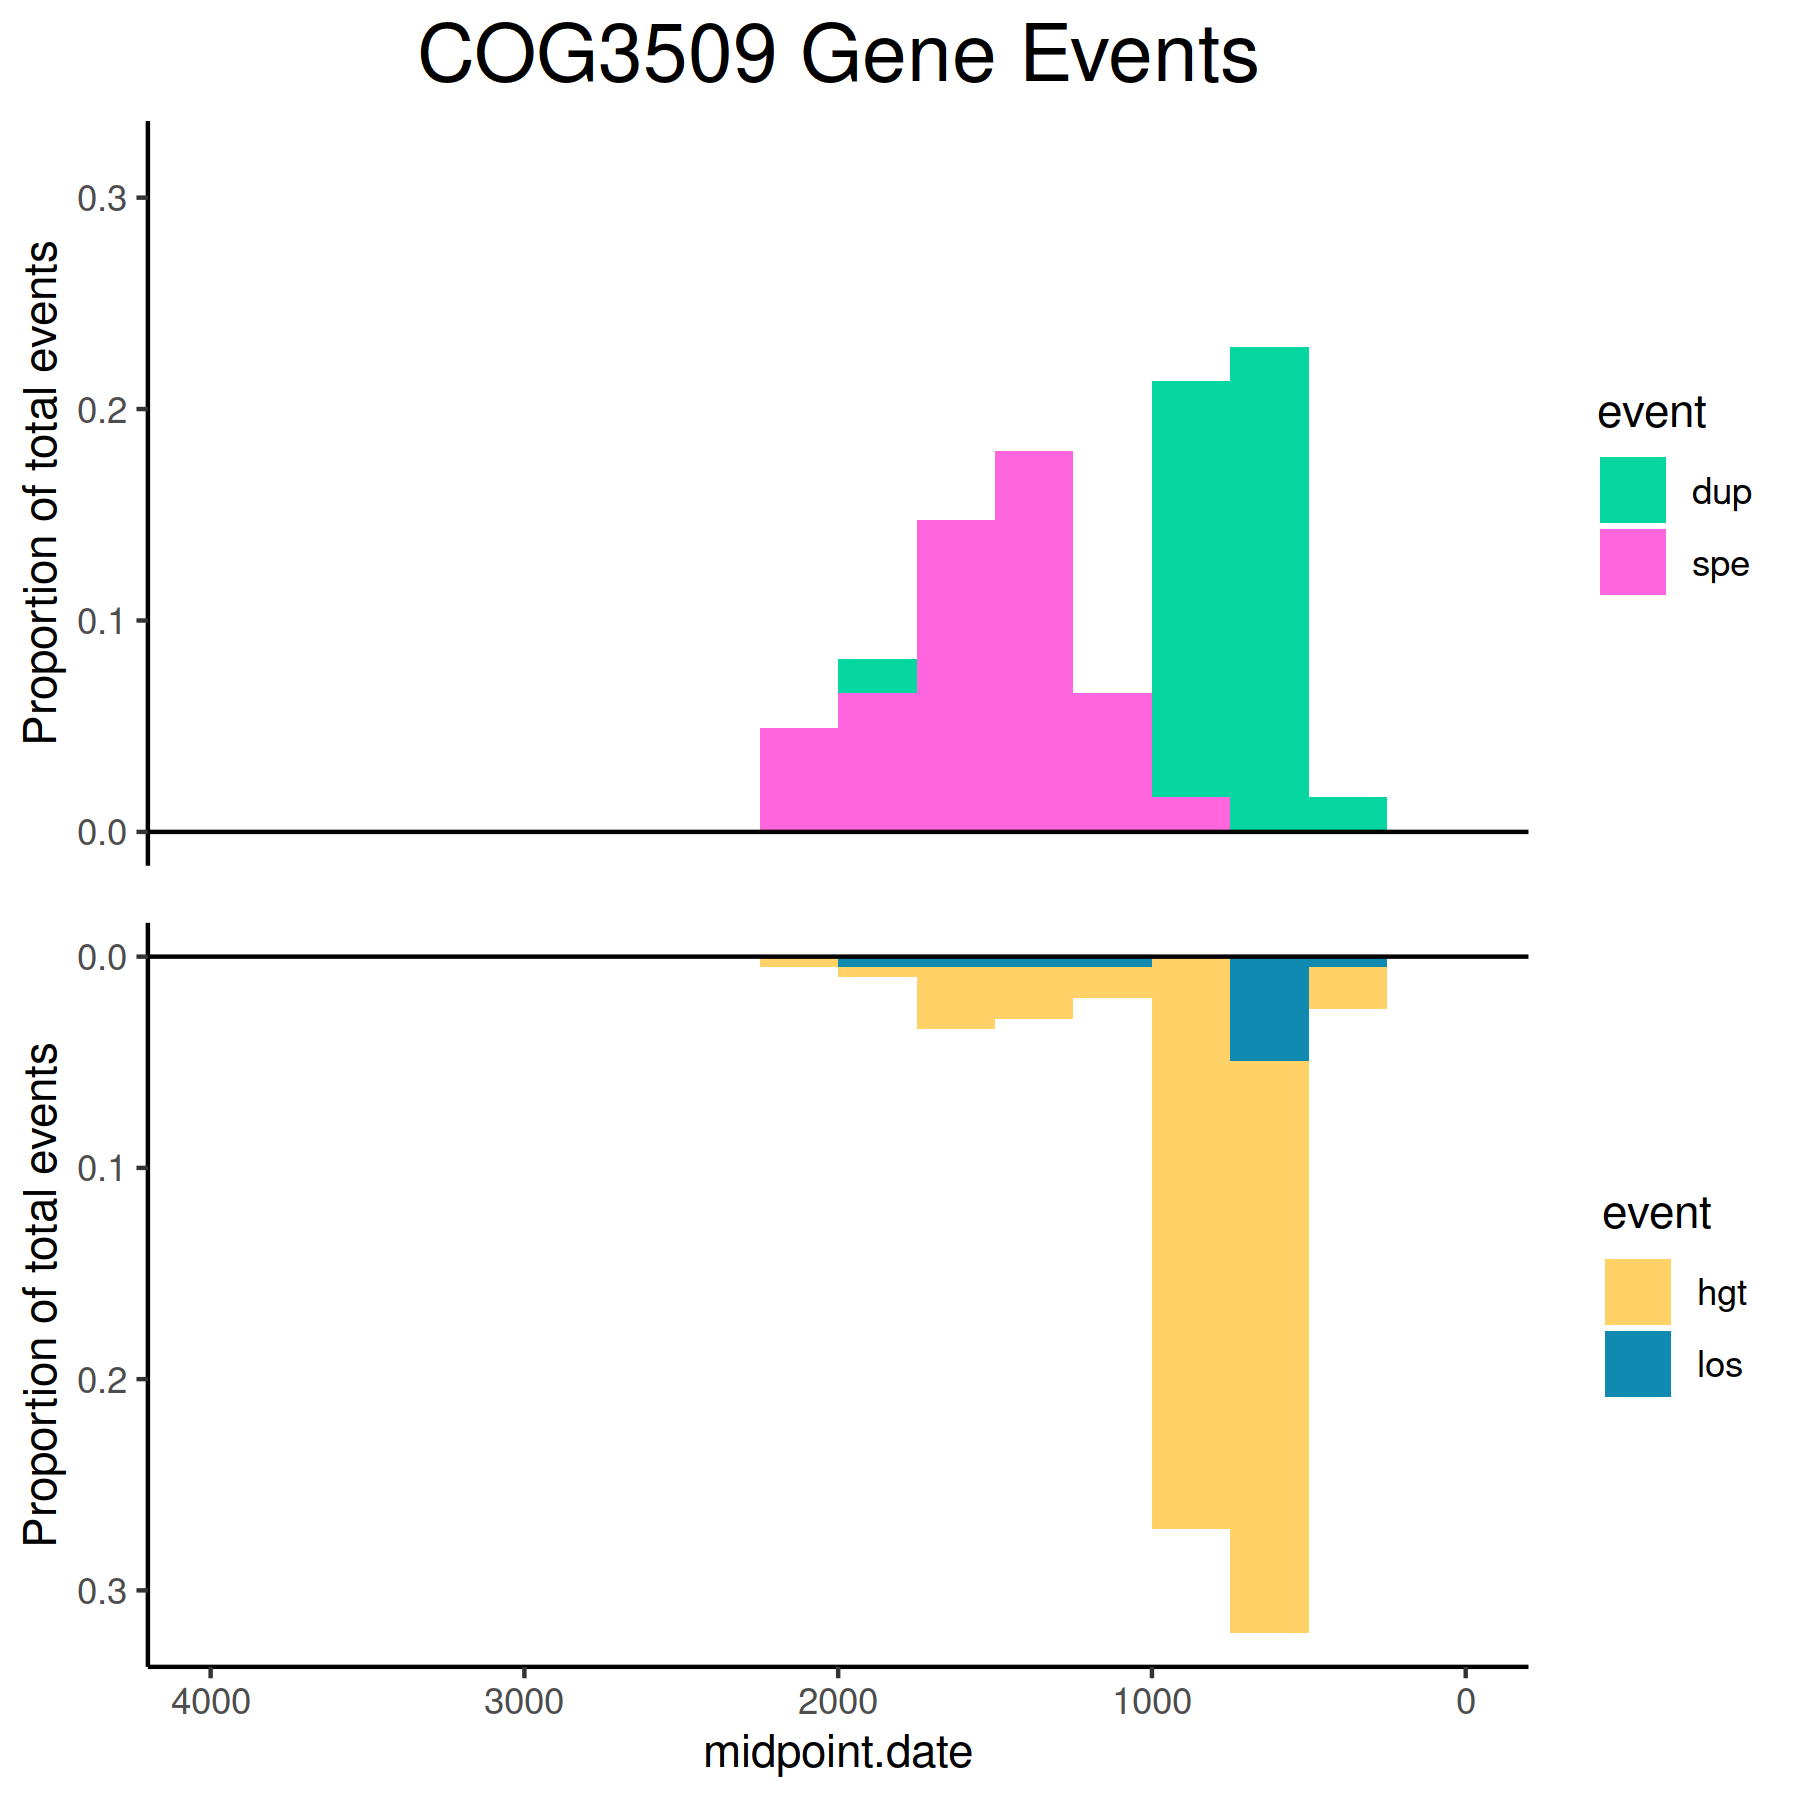 COG3509 Gene Events
Proportion of total events
0.3
0.2
0.1
0.0
event
dup
spe
Proportion of total events
0.0
0.1
0.2
0.3
event
hgt
los
4000 3000 2000 1000 0
midpoint.date